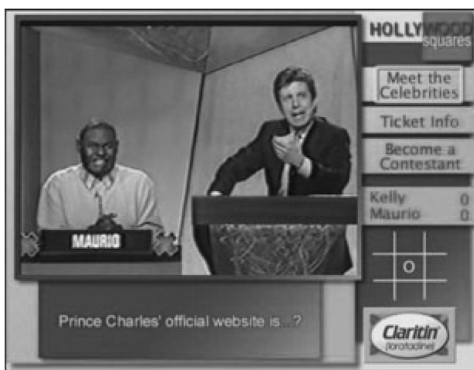 HOLLYWOOD
squares
Meet the
Celebrities
Ticket Info
Become a
Contestant
Kelly 0
Maurio 0
MAURIO
O
Prince Charles' official website is...?
Claritin
(loratadine)